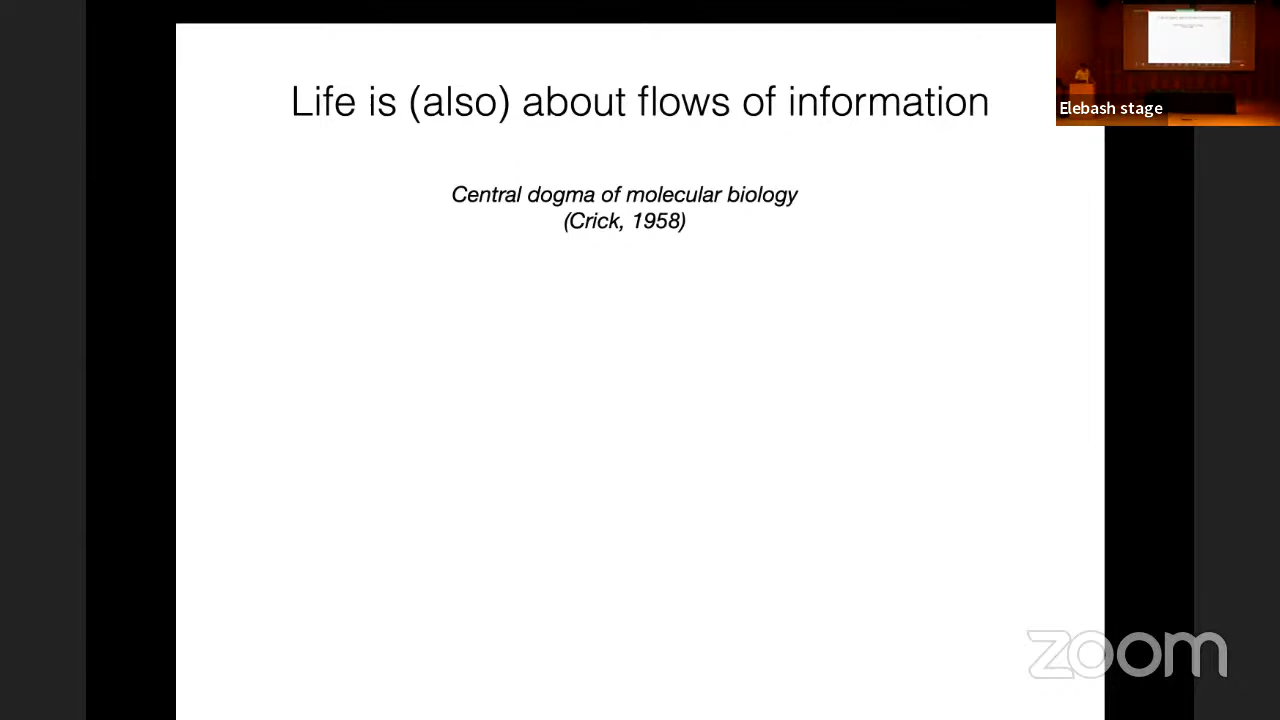 Life is (also) about flows of information
Elebash stage
Central dogma of molecular biology
(Crick, 1958)
zoom